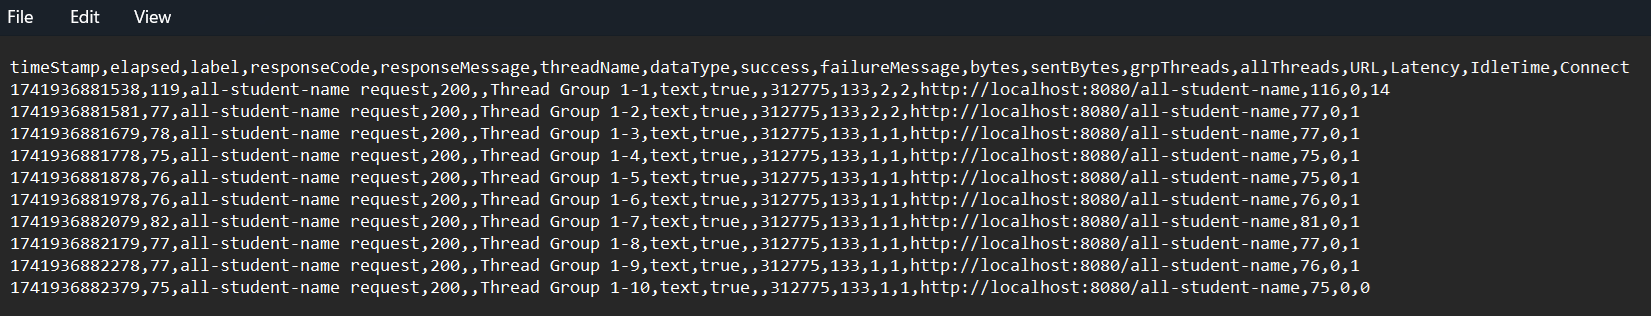 File Edit View
timeStamp,elapsed,label,responseCode,responseMessage,threadName,dataType,success,failureMessage,bytes,sentBytes,grpThreads,allThreads,URL,Latency,IdleTime,Connect
1741936881538,119,all-student-name request,200,,Thread Group 1-1,text,true,,312775,133,2,2,http://localhost:8080/all-student-name,116,0,14
1741936881581,77,all-student-name request,200,,Thread Group 1-2,text,true,,312775,133,2,2,http://localhost:8080/all-student-name,77,0,1
1741936881679,78,all-student-name request,200,,Thread Group 1-3,text,true,,312775,133,1,1,http://localhost:8080/all-student-name,77,0,1
1741936881778,75,all-student-name request,200,,Thread Group 1-4,text,true,,312775,133,1,1,http://localhost:8080/all-student-name,75,0,1
1741936881878,76,all-student-name request,200,,Thread Group 1-5,text,true,,312775,133,1,1,http://localhost:8080/all-student-name,75,0,1
1741936881978,76,all-student-name request,200,,Thread Group 1-6,text,true,,312775,133,1,1,http://localhost:8080/all-student-name,76,0,1
1741936882079,82,all-student-name request,200,,Thread Group 1-7,text,true,,312775,133,1,1,http://localhost:8080/all-student-name,81,0,1
1741936882179,77,all-student-name request,200,,Thread Group 1-8,text,true,,312775,133,1,1,http://localhost:8080/all-student-name,77,0,1
1741936882278,77,all-student-name request,200,,Thread Group 1-9,text,true,,312775,133,1,1,http://localhost:8080/all-student-name,76,0,1
1741936882379,75,all-student-name request,200,,Thread Group 1-10,text,true,,312775,133,1,1,http://localhost:8080/all-student-name,75,0,0